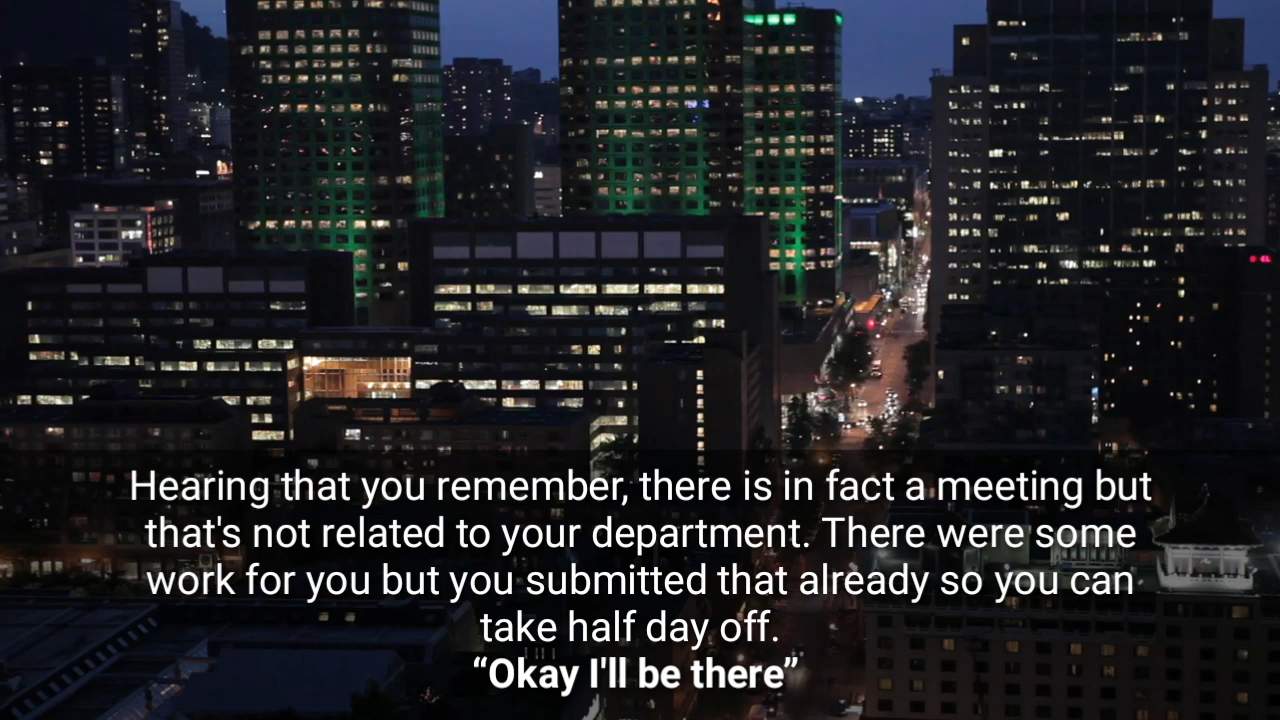 Hearing that you remember, there is in fact a meeting but
that's not related to your department. There were some
work for you but you submitted that already so you can
take half day off.
“Okay I'll be there”